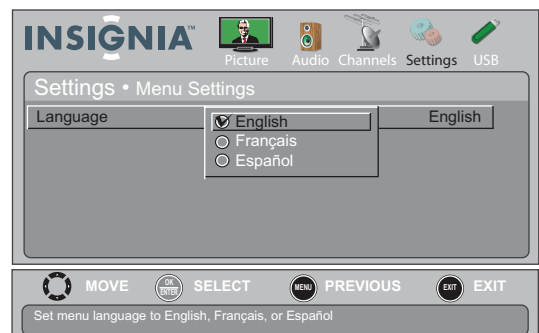 INSIGNIA™
Picture Audio Channels Settings USB
Settings • Menu Settings
Language English
English
Français
Español
MOVE OK ENTER SELECT MENU PREVIOUS EXIT EXIT
Set menu language to English, Français, or Español